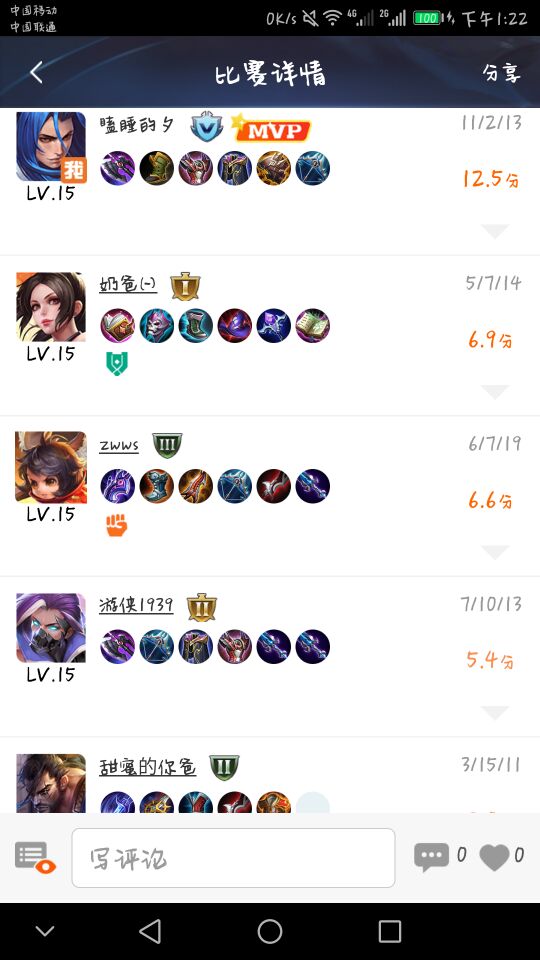 中国移动
中国联通
0K/s 4G 2G 100 下午1:22
比赛详情 分享
瞌睡的夕 V MVP 11/2/13
我
LV.15 12.5分
奶爸(-) I 5/7/14
LV.15 6.9分
zwws III 6/7/19
LV.15 6.6分
游侠1939 II 7/10/13
LV.15 5.4分
甜蜜的你爸 II 3/15/11
写评论 0 0